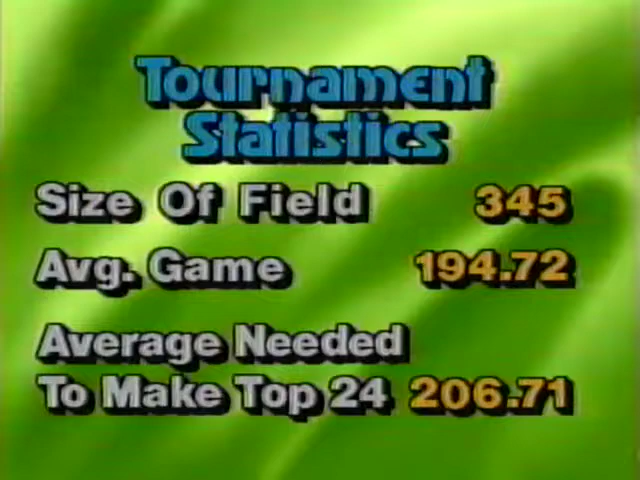 Tournament
Statistics
Size Of Field 345
Avg. Game 194.72
Average Needed
To Make Top 24 206.71